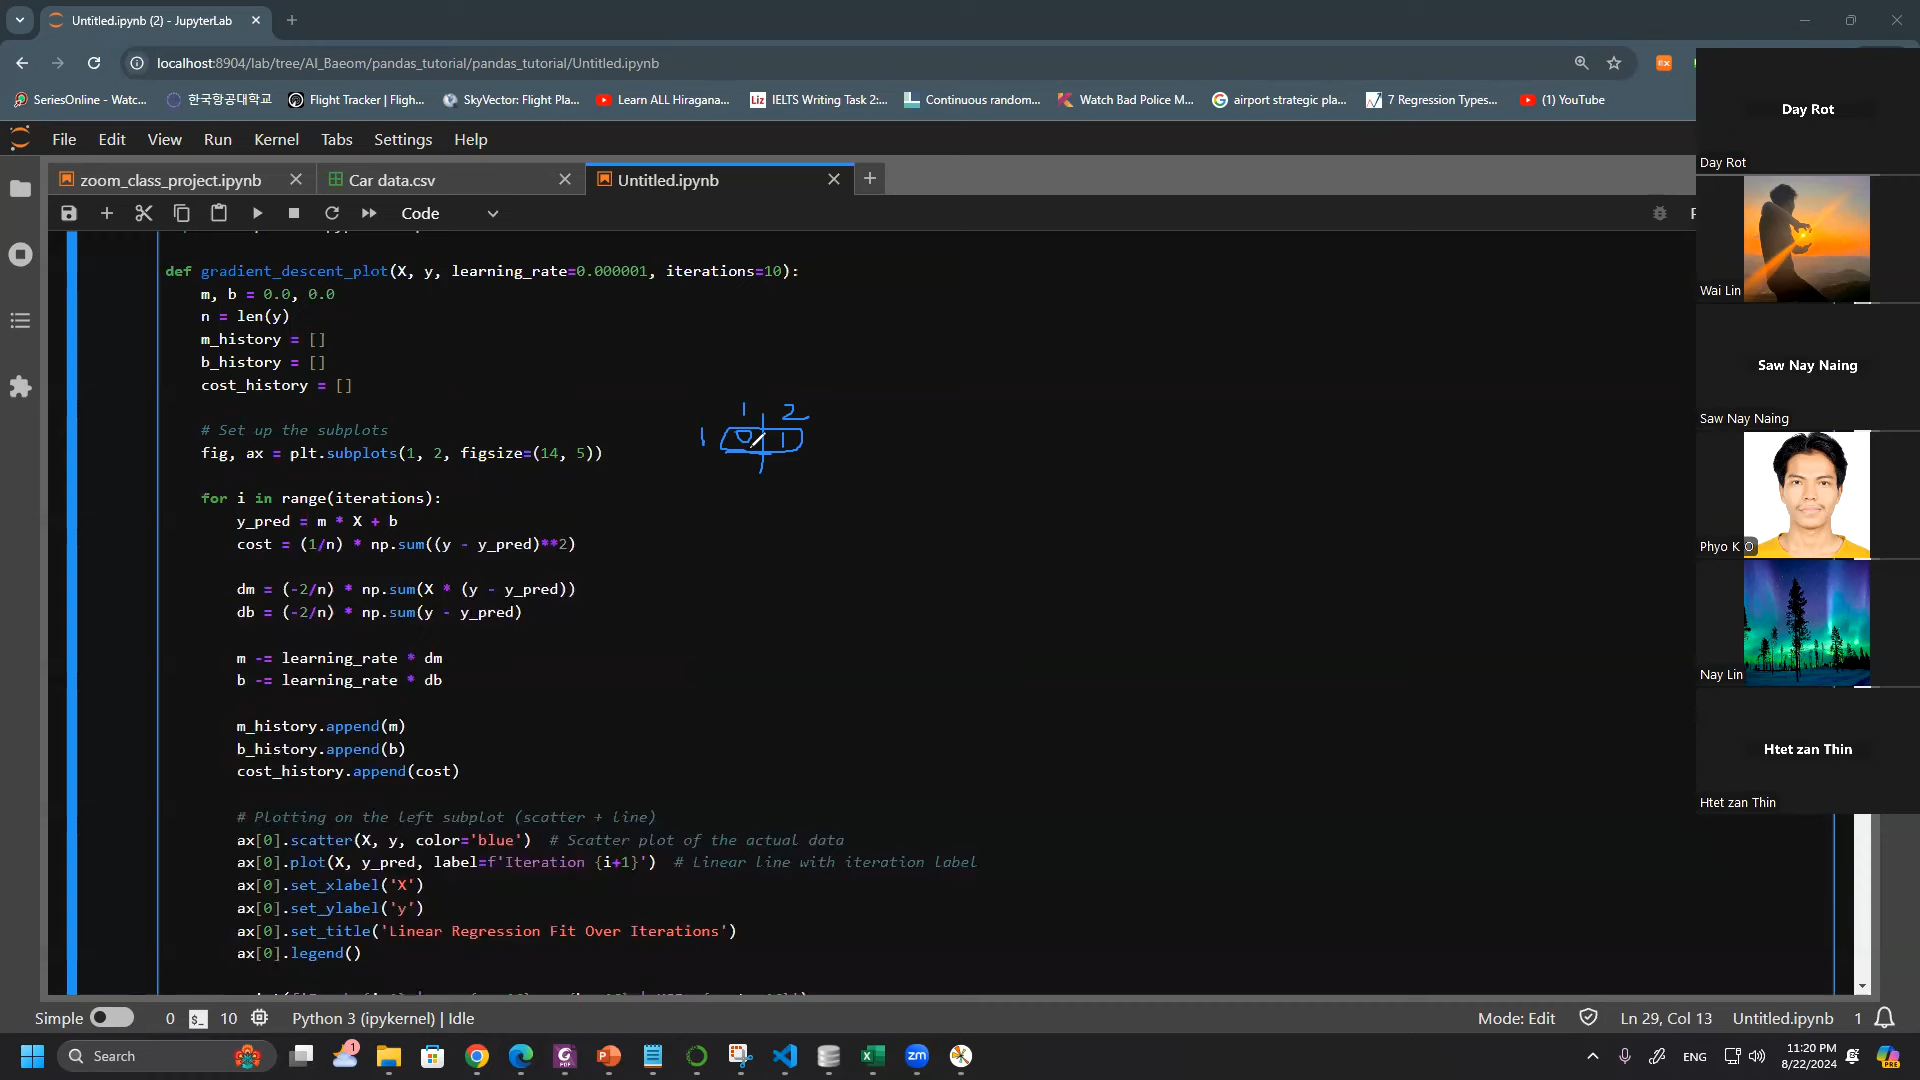 Untitled.ipynb (2) - JupyterLab
localhost:8904/lab/tree/AI_Baeom/pandas_tutorial/pandas_tutorial/Untitled.ipynb
SeriesOnline - Watc...
한국항공대학교
Flight Tracker | Fligh...
SkyVector: Flight Pla...
Learn ALL Hiragana...
Liz IELTS Writing Task 2:...
Continuous random...
Watch Bad Police M...
airport strategic pla...
7 Regression Types...
(1) YouTube
File Edit View Run Kernel Tabs Settings Help
zoom_class_project.ipynb
Car data.csv
Untitled.ipynb
Code
def gradient_descent_plot(X, y, learning_rate=0.000001, iterations=10):
m, b = 0.0, 0.0
n = len(y)
m_history = []
b_history = []
cost_history = []
# Set up the subplots
fig, ax = plt.subplots(1, 2, figsize=(14, 5))
1 2
1 0 1
for i in range(iterations):
y_pred = m * X + b
cost = (1/n) * np.sum((y - y_pred)**2)
dm = (-2/n) * np.sum(X * (y - y_pred))
db = (-2/n) * np.sum(y - y_pred)
m -= learning_rate * dm
b -= learning_rate * db
m_history.append(m)
b_history.append(b)
cost_history.append(cost)
# Plotting on the left subplot (scatter + line)
ax[0].scatter(X, y, color='blue') # Scatter plot of the actual data
ax[0].plot(X, y_pred, label=f'Iteration {i+1}') # Linear line with iteration label
ax[0].set_xlabel('X')
ax[0].set_ylabel('y')
ax[0].set_title('Linear Regression Fit Over Iterations')
ax[0].legend()
Day Rot
Day Rot
Wai Lin
Saw Nay Naing
Saw Nay Naing
Phyo K O
Nay Lin
Htet zan Thin
Htet zan Thin
Simple 0 10 Python 3 (ipykernel) | Idle
Mode: Edit Ln 29, Col 13 Untitled.ipynb 1
Search
1
zm
ENG
11:20 PM
8/22/2024
PRE